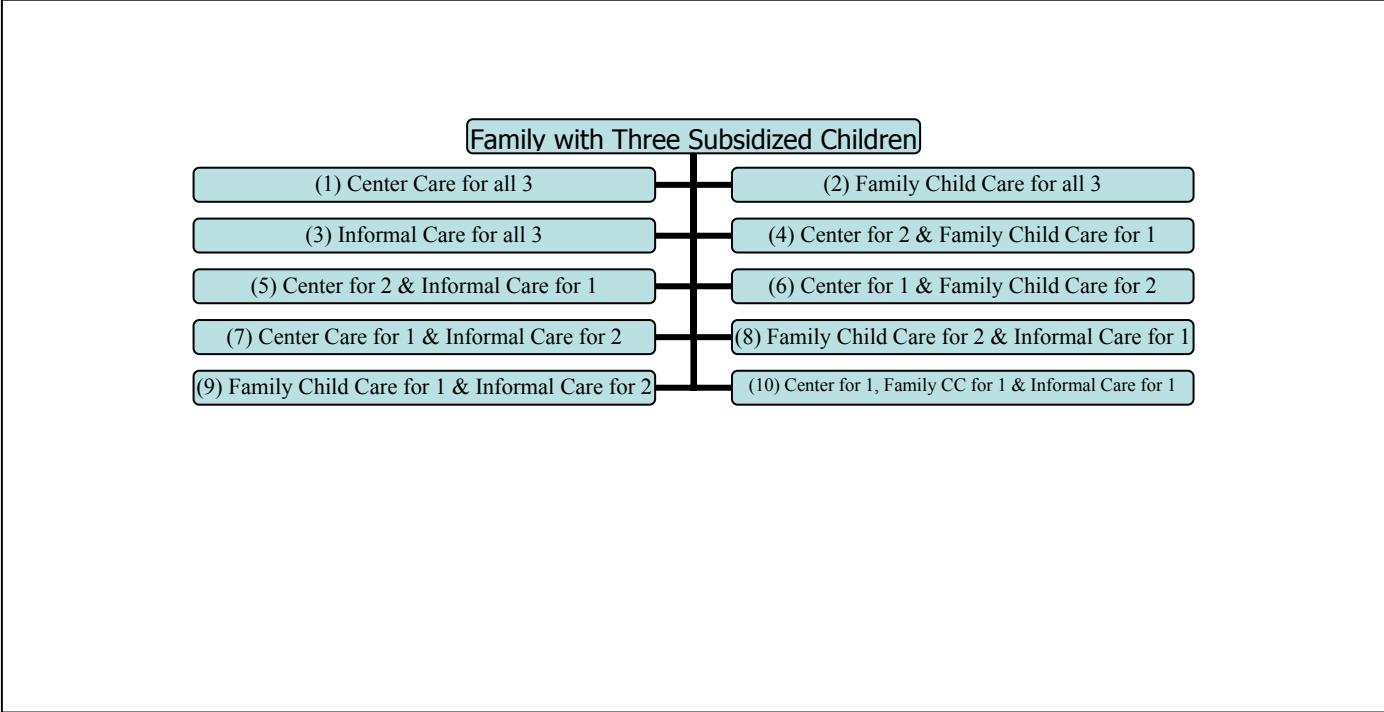 Family with Three Subsidized Children
(1) Center Care for all 3
(2) Family Child Care for all 3
(3) Informal Care for all 3
(4) Center for 2 & Family Child Care for 1
(5) Center for 2 & Informal Care for 1
(6) Center for 1 & Family Child Care for 2
(7) Center Care for 1 & Informal Care for 2
(8) Family Child Care for 2 & Informal Care for 1
(9) Family Child Care for 1 & Informal Care for 2
(10) Center for 1, Family CC for 1 & Informal Care for 1